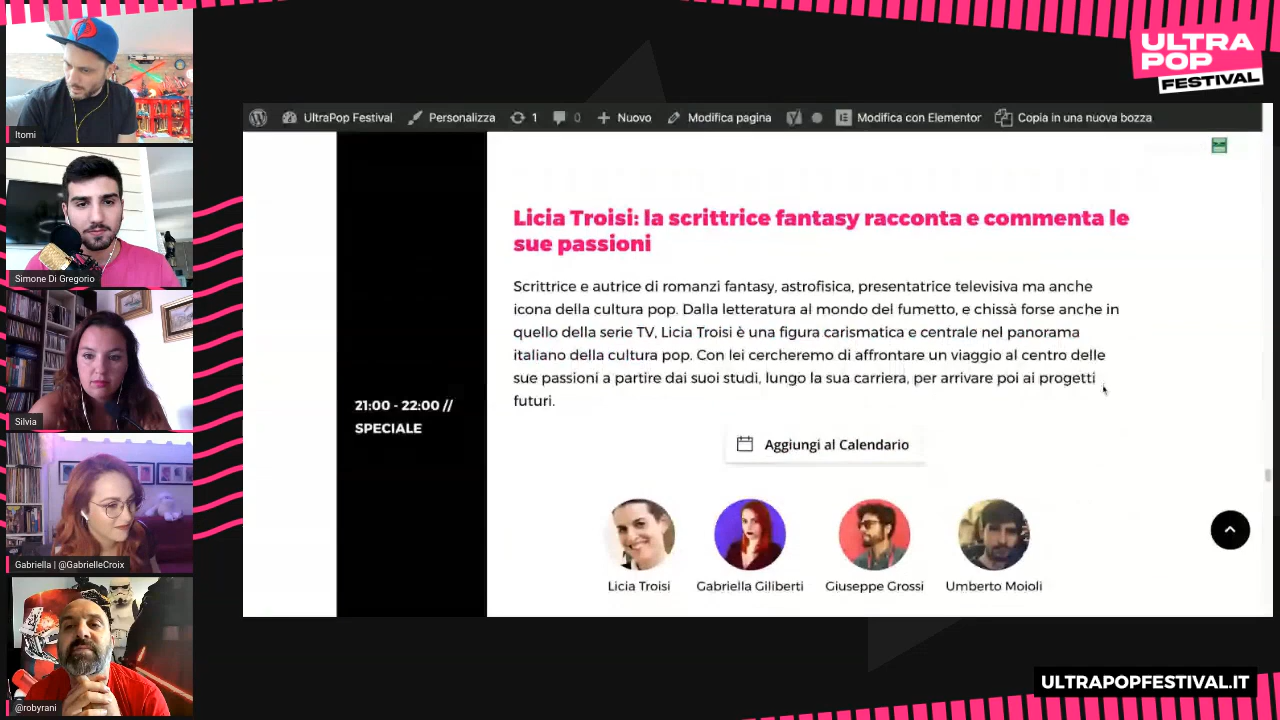 ULTRA
POP
FESTIVAL
Itomi
Simone Di Gregorio
Silvia
Gabriella | @GabrielleCroix
@robyrani
UltraPop Festival Personalizza 1 0 Nuovo Modifica pagina Modifica con Elementor Copia in una nuova bozza
Licia Troisi: la scrittrice fantasy racconta e commenta le
sue passioni
Scrittrice e autrice di romanzi fantasy, astrofisica, presentatrice televisiva ma anche
icona della cultura pop. Dalla letteratura al mondo del fumetto, e chissà forse anche in
quello della serie TV, Licia Troisi è una figura carismatica e centrale nel panorama
italiano della cultura pop. Con lei cercheremo di affrontare un viaggio al centro delle
sue passioni a partire dai suoi studi, lungo la sua carriera, per arrivare poi ai progetti
futuri.
21:00 - 22:00 //
SPECIALE
Aggiungi al Calendario
Licia Troisi Gabriella Giliberti Giuseppe Grossi Umberto Moioli
ULTRAPOPFESTIVAL.IT